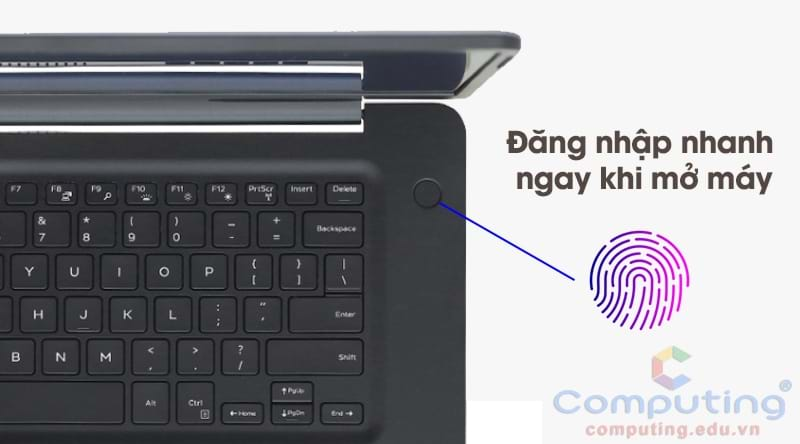 Đăng nhập nhanh
ngay khi mở máy
F7 F8 F9 F10 F11 F12 PrtScr Insert Delete
& * ( ) _ +
7 8 9 0 - = Backspace
Y U I O P { } |
[ ] \
H J K L : " Enter
; '
B N M < > ? Shift
, . /
Alt Ctrl PgUp
Home PgDn End
Computing®
computing.edu.vn